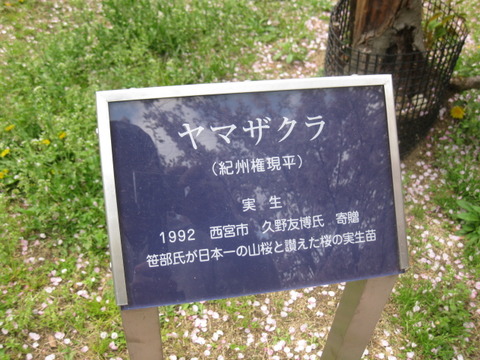 ヤマザクラ
（紀州権現平）
実 生
1992 西宮市 久野友博氏 寄贈
笹部氏が日本一の山桜と讃えた桜の実生苗